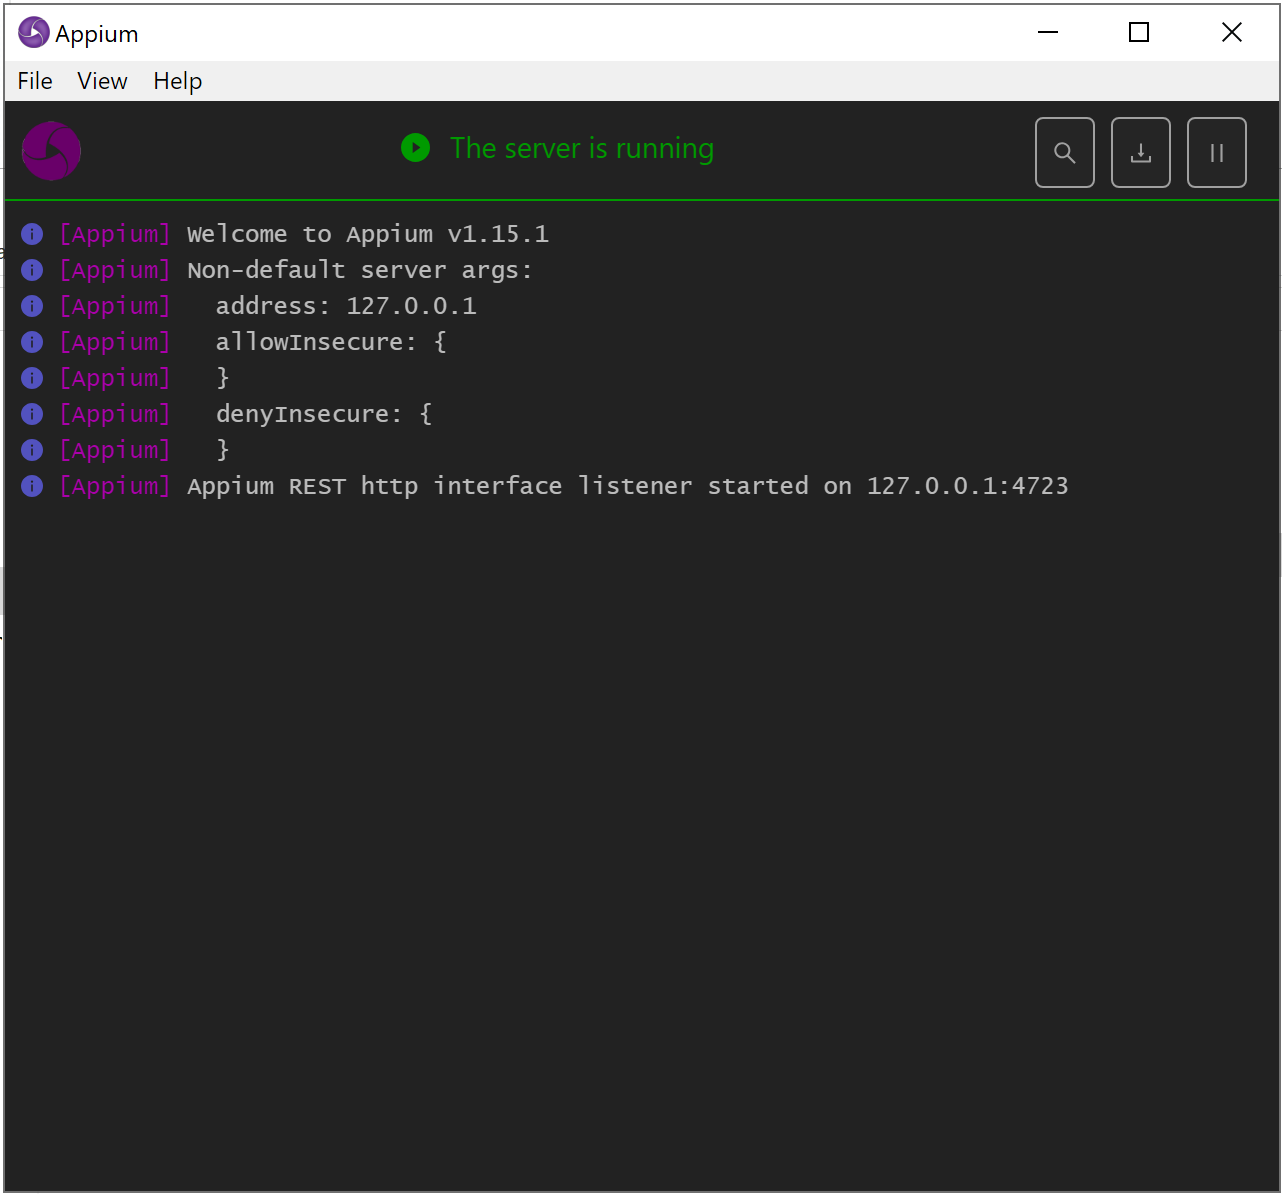 Appium
File View Help
The server is running
[Appium] Welcome to Appium v1.15.1
[Appium] Non-default server args:
[Appium]   address: 127.0.0.1
[Appium]   allowInsecure: {
[Appium]   }
[Appium]   denyInsecure: {
[Appium]   }
[Appium] Appium REST http interface listener started on 127.0.0.1:4723